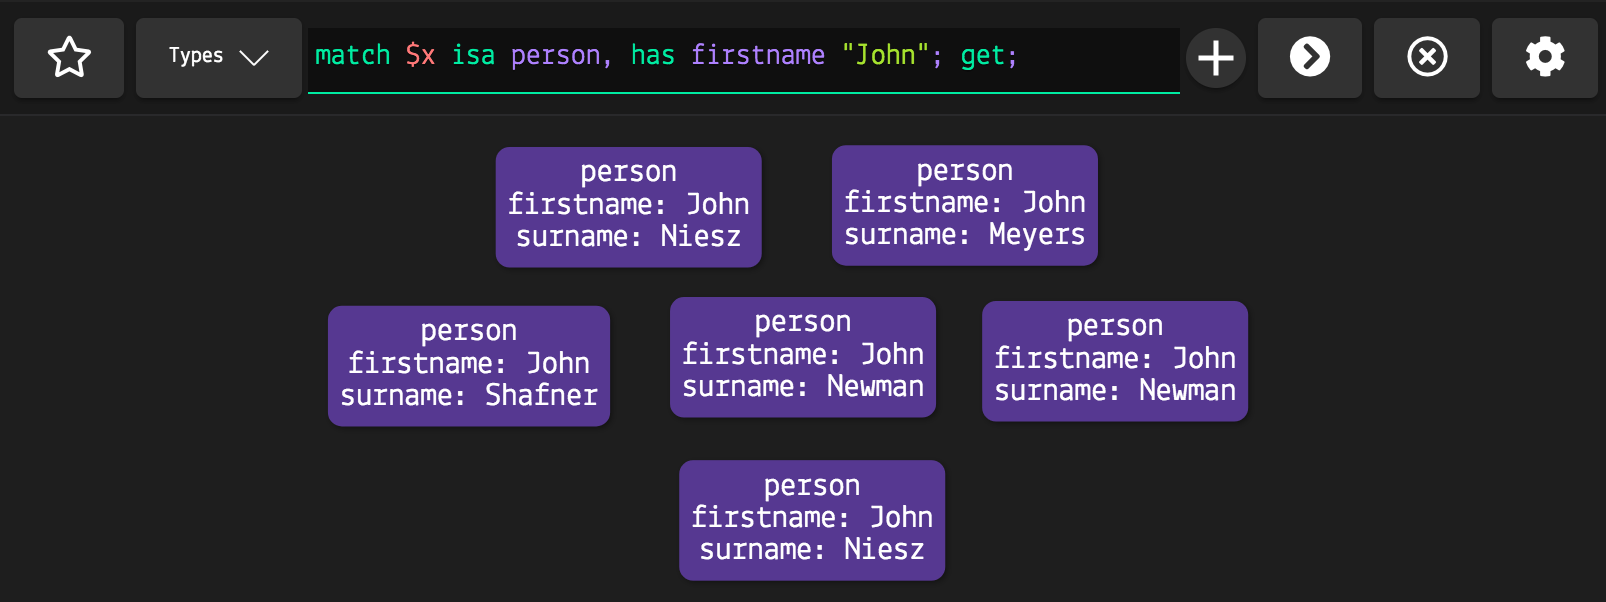 Types
match $x isa person, has firstname "John"; get;
person
firstname: John
surname: Niesz
person
firstname: John
surname: Meyers
person
firstname: John
surname: Shafner
person
firstname: John
surname: Newman
person
firstname: John
surname: Newman
person
firstname: John
surname: Niesz